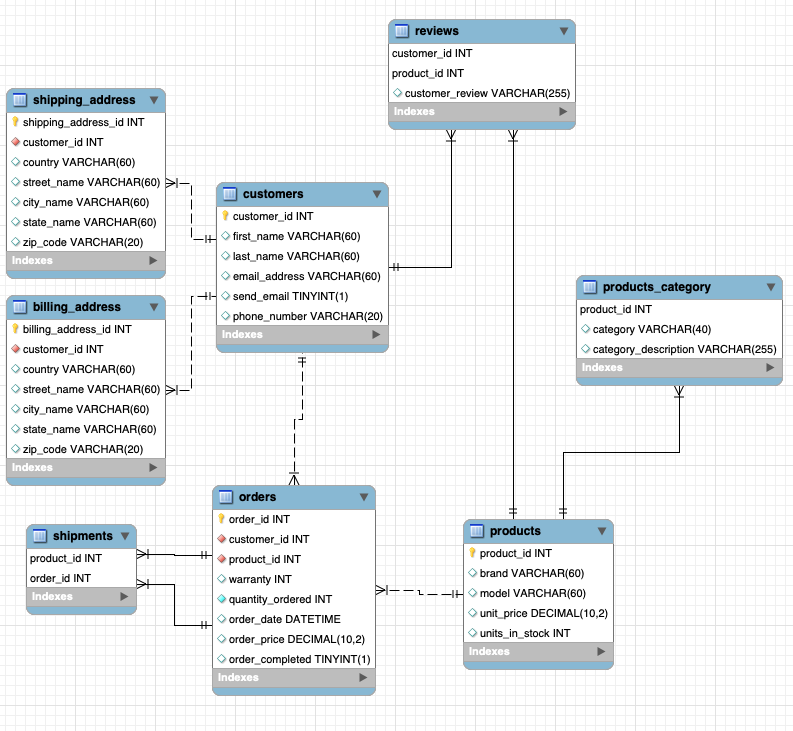 reviews
customer_id INT
product_id INT
customer_review VARCHAR(255)
Indexes
shipping_address
shipping_address_id INT
customer_id INT
country VARCHAR(60)
street_name VARCHAR(60)
city_name VARCHAR(60)
state_name VARCHAR(60)
zip_code VARCHAR(20)
Indexes
customers
customer_id INT
first_name VARCHAR(60)
last_name VARCHAR(60)
email_address VARCHAR(60)
send_email TINYINT(1)
phone_number VARCHAR(20)
Indexes
billing_address
billing_address_id INT
customer_id INT
country VARCHAR(60)
street_name VARCHAR(60)
city_name VARCHAR(60)
state_name VARCHAR(60)
zip_code VARCHAR(20)
Indexes
products_category
product_id INT
category VARCHAR(40)
category_description VARCHAR(255)
Indexes
shipments
product_id INT
order_id INT
Indexes
orders
order_id INT
customer_id INT
product_id INT
warranty INT
quantity_ordered INT
order_date DATETIME
order_price DECIMAL(10,2)
order_completed TINYINT(1)
Indexes
products
product_id INT
brand VARCHAR(60)
model VARCHAR(60)
unit_price DECIMAL(10,2)
units_in_stock INT
Indexes